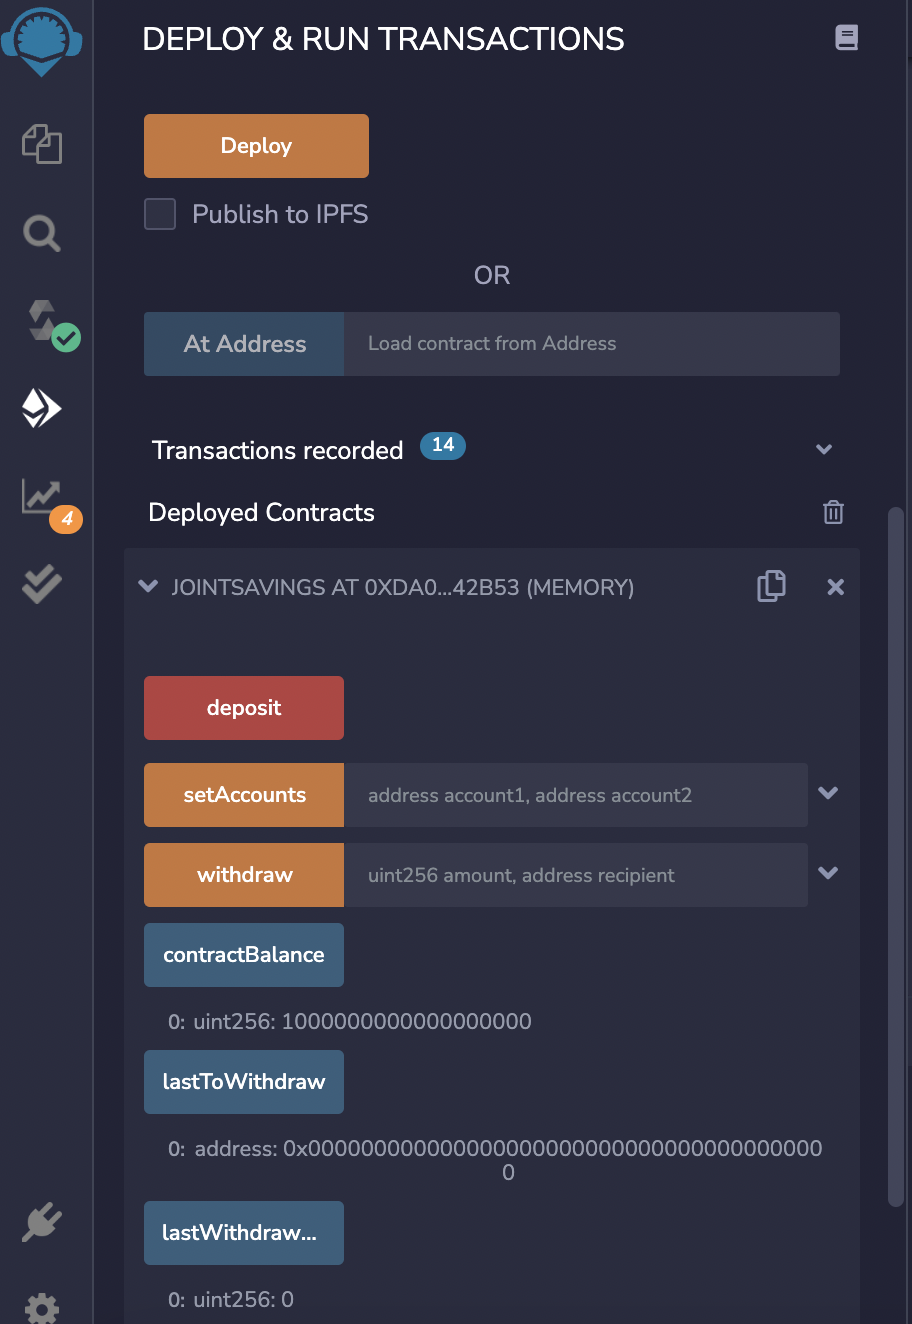 DEPLOY & RUN TRANSACTIONS
Deploy
Publish to IPFS
OR
At Address
Load contract from Address
Transactions recorded 14
Deployed Contracts
4
JOINTSAVINGS AT 0XDA0...42B53 (MEMORY)
deposit
setAccounts
address account1, address account2
withdraw
uint256 amount, address recipient
contractBalance
0: uint256: 1000000000000000000
lastToWithdraw
0: address: 0x000000000000000000000000000000000000000
0
lastWithdraw...
0: uint256: 0